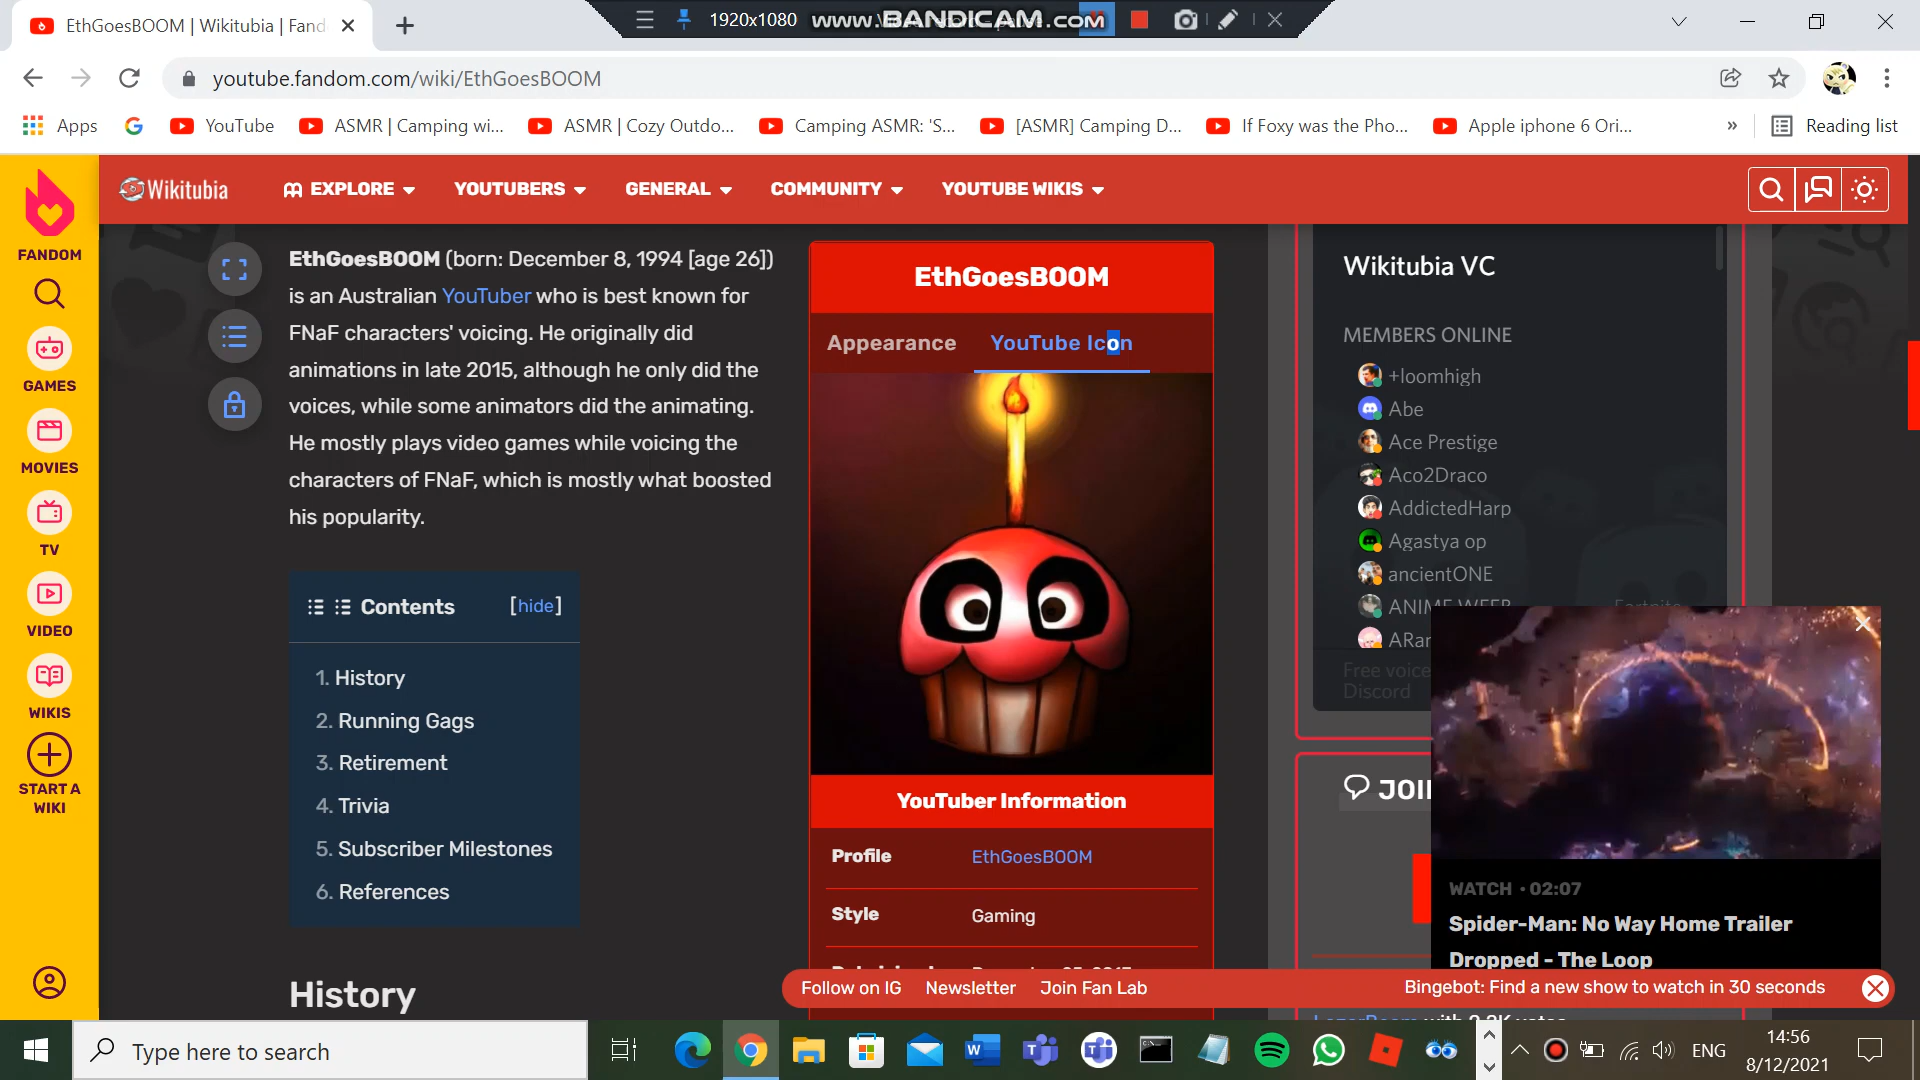 EthGoesBOOM | Wikitubia | Fand
1920x1080
www.BANDICAM.com
youtube.fandom.com/wiki/EthGoesBOOM
Apps
YouTube
ASMR | Camping wi...
ASMR | Cozy Outdo...
Camping ASMR: 'S...
[ASMR] Camping D...
If Foxy was the Pho...
Apple iphone 6 Ori...
»
Reading list
Wikitubia
EXPLORE
YOUTUBERS
GENERAL
COMMUNITY
YOUTUBE WIKIS
FANDOM
GAMES
MOVIES
TV
VIDEO
WIKIS
START A
WIKI
EthGoesBOOM (born: December 8, 1994 [age 26])
is an Australian YouTuber who is best known for
FNaF characters' voicing. He originally did
animations in late 2015, although he only did the
voices, while some animators did the animating.
He mostly plays video games while voicing the
characters of FNaF, which is mostly what boosted
his popularity.
Contents [hide]
1. History
2. Running Gags
3. Retirement
4. Trivia
5. Subscriber Milestones
6. References
History
EthGoesBOOM
Appearance YouTube Icon
YouTuber Information
Profile EthGoesBOOM
Style Gaming
Wikitubia VC
MEMBERS ONLINE
+loomhigh
Abe
Ace Prestige
Aco2Draco
AddictedHarp
Agastya op
ancientONE
ANIME WEEB
Fortnite
ARar
Free voice
Discord
JOI
WATCH • 02:07
Spider-Man: No Way Home Trailer
Dropped - The Loop
Follow on IG Newsletter Join Fan Lab
Bingebot: Find a new show to watch in 30 seconds
Type here to search
ENG
14:56
8/12/2021